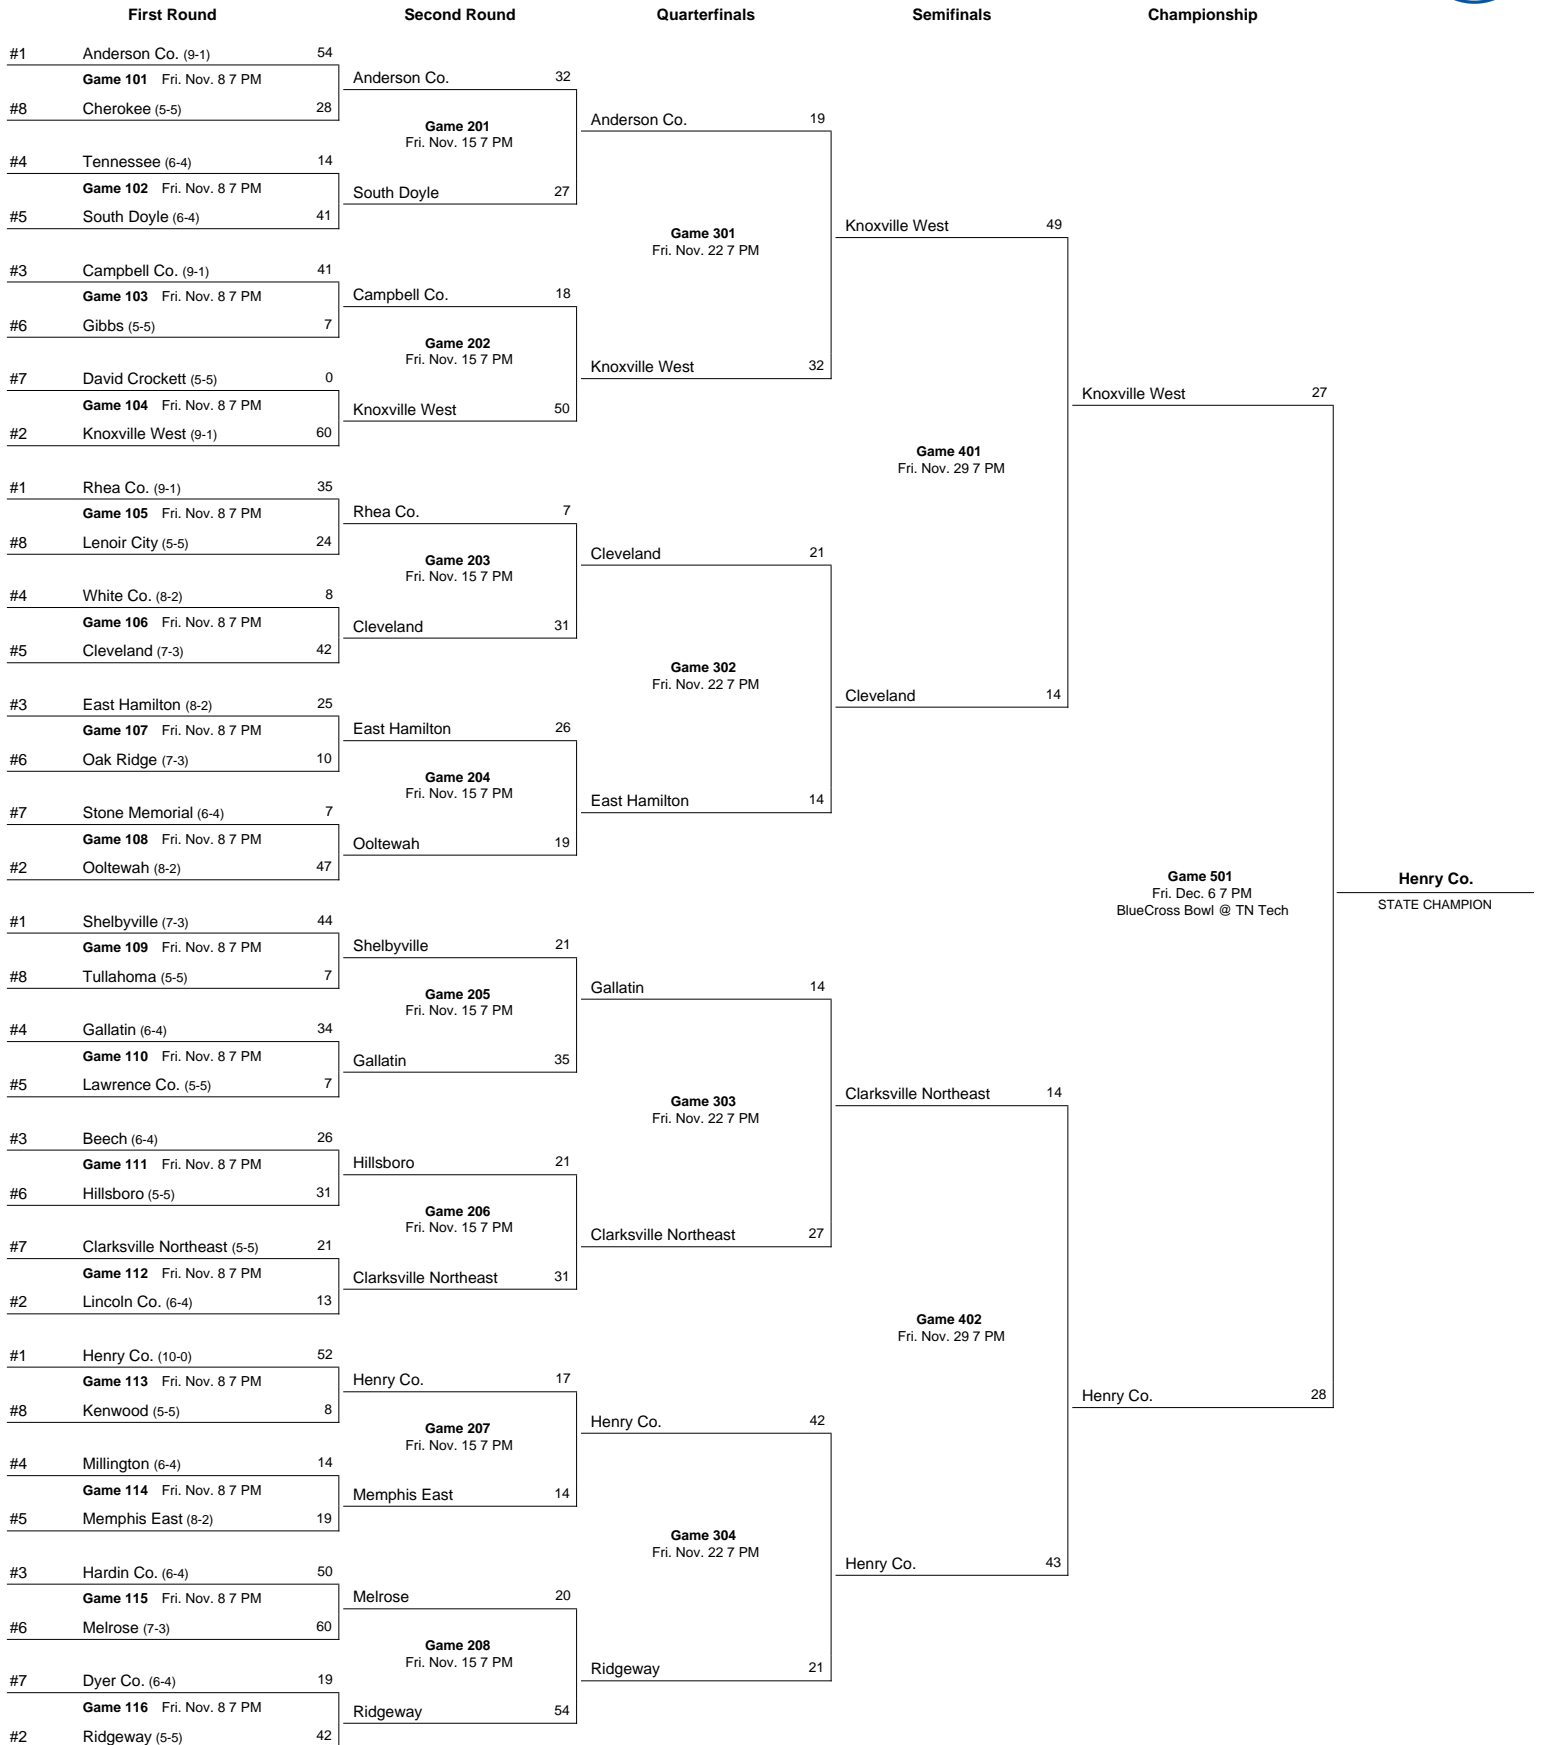 First Round Second Round Quarterfinals Semifinals Championship
#1 Anderson Co. (9-1) 54
Game 101 Fri. Nov. 8 7 PM
#8 Cherokee (5-5) 28
#4 Tennessee (6-4) 14
Game 102 Fri. Nov. 8 7 PM
#5 South Doyle (6-4) 41
#3 Campbell Co. (9-1) 41
Game 103 Fri. Nov. 8 7 PM
#6 Gibbs (5-5) 7
#7 David Crockett (5-5) 0
Game 104 Fri. Nov. 8 7 PM
#2 Knoxville West (9-1) 60
#1 Rhea Co. (9-1) 35
Game 105 Fri. Nov. 8 7 PM
#8 Lenoir City (5-5) 24
#4 White Co. (8-2) 8
Game 106 Fri. Nov. 8 7 PM
#5 Cleveland (7-3) 42
#3 East Hamilton (8-2) 25
Game 107 Fri. Nov. 8 7 PM
#6 Oak Ridge (7-3) 10
#7 Stone Memorial (6-4) 7
Game 108 Fri. Nov. 8 7 PM
#2 Ooltewah (8-2) 47
#1 Shelbyville (7-3) 44
Game 109 Fri. Nov. 8 7 PM
#8 Tullahoma (5-5) 7
#4 Gallatin (6-4) 34
Game 110 Fri. Nov. 8 7 PM
#5 Lawrence Co. (5-5) 7
#3 Beech (6-4) 26
Game 111 Fri. Nov. 8 7 PM
#6 Hillsboro (5-5) 31
#7 Clarksville Northeast (5-5) 21
Game 112 Fri. Nov. 8 7 PM
#2 Lincoln Co. (6-4) 13
#1 Henry Co. (10-0) 52
Game 113 Fri. Nov. 8 7 PM
#8 Kenwood (5-5) 8
#4 Millington (6-4) 14
Game 114 Fri. Nov. 8 7 PM
#5 Memphis East (8-2) 19
#3 Hardin Co. (6-4) 50
Game 115 Fri. Nov. 8 7 PM
#6 Melrose (7-3) 60
#7 Dyer Co. (6-4) 19
Game 116 Fri. Nov. 8 7 PM
#2 Ridgeway (5-5) 42
Anderson Co. 32
Game 201
Fri. Nov. 15 7 PM
South Doyle 27
Campbell Co. 18
Game 202
Fri. Nov. 15 7 PM
Knoxville West 50
Rhea Co. 7
Game 203
Fri. Nov. 15 7 PM
Cleveland 31
East Hamilton 26
Game 204
Fri. Nov. 15 7 PM
Ooltewah 19
Shelbyville 21
Game 205
Fri. Nov. 15 7 PM
Gallatin 35
Hillsboro 21
Game 206
Fri. Nov. 15 7 PM
Clarksville Northeast 31
Henry Co. 17
Game 207
Fri. Nov. 15 7 PM
Memphis East 14
Melrose 20
Game 208
Fri. Nov. 15 7 PM
Ridgeway 54
Anderson Co. 19
Game 301
Fri. Nov. 22 7 PM
Knoxville West 32
Cleveland 21
Game 302
Fri. Nov. 22 7 PM
East Hamilton 14
Gallatin 14
Game 303
Fri. Nov. 22 7 PM
Clarksville Northeast 27
Henry Co. 42
Game 304
Fri. Nov. 22 7 PM
Ridgeway 21
Knoxville West 49
Game 401
Fri. Nov. 29 7 PM
Cleveland 14
Clarksville Northeast 14
Game 402
Fri. Nov. 29 7 PM
Henry Co. 43
Knoxville West 27
Game 501
Fri. Dec. 6 7 PM
BlueCross Bowl @ TN Tech
Henry Co. 28
Henry Co.
STATE CHAMPION